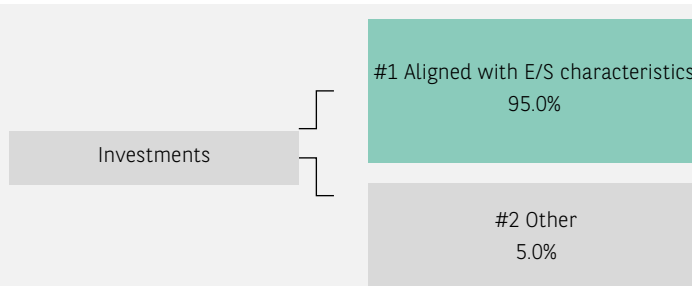 #1 Aligned with E/S characteristics
95.0%
Investments
#2 Other
5.0%